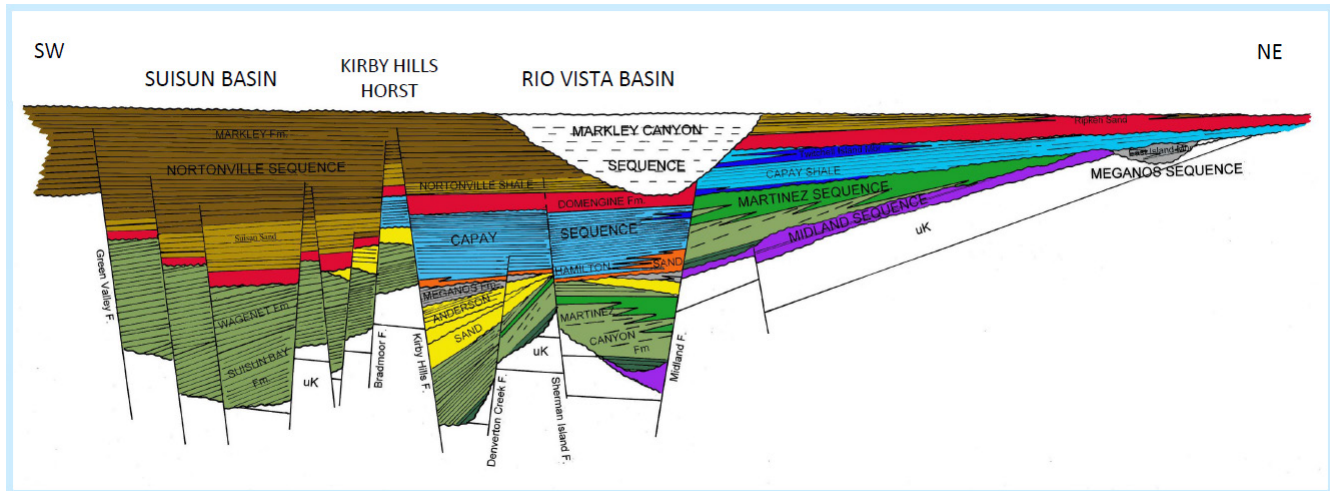 SW
NE
SUISUN BASIN
KIRBY HILLS
HORST
RIO VISTA BASIN
MARKLEY Fm.
NORTONVILLE SEQUENCE
MARKLEY CANYON
SEQUENCE
NORTONVILLE SHALE
DOMENGINE Fm.
CAPAY
SEQUENCE
CAPAY SHALE
MARTINEZ SEQUENCE
MIDLAND SEQUENCE
MEGANOS SEQUENCE
Suisun Sand
HAMILTON
SAND
MEGANOS Fm.
ANDERSON
SAND
MARTINEZ
CANYON
Fm
WAGENET Fm.
SUISUN BAY
Fm.
uK
uK
uK
Green Valley F.
Bradmoor F.
Kirby Hills F.
Denverton Creek F.
Sherman Island F.
Midland F.